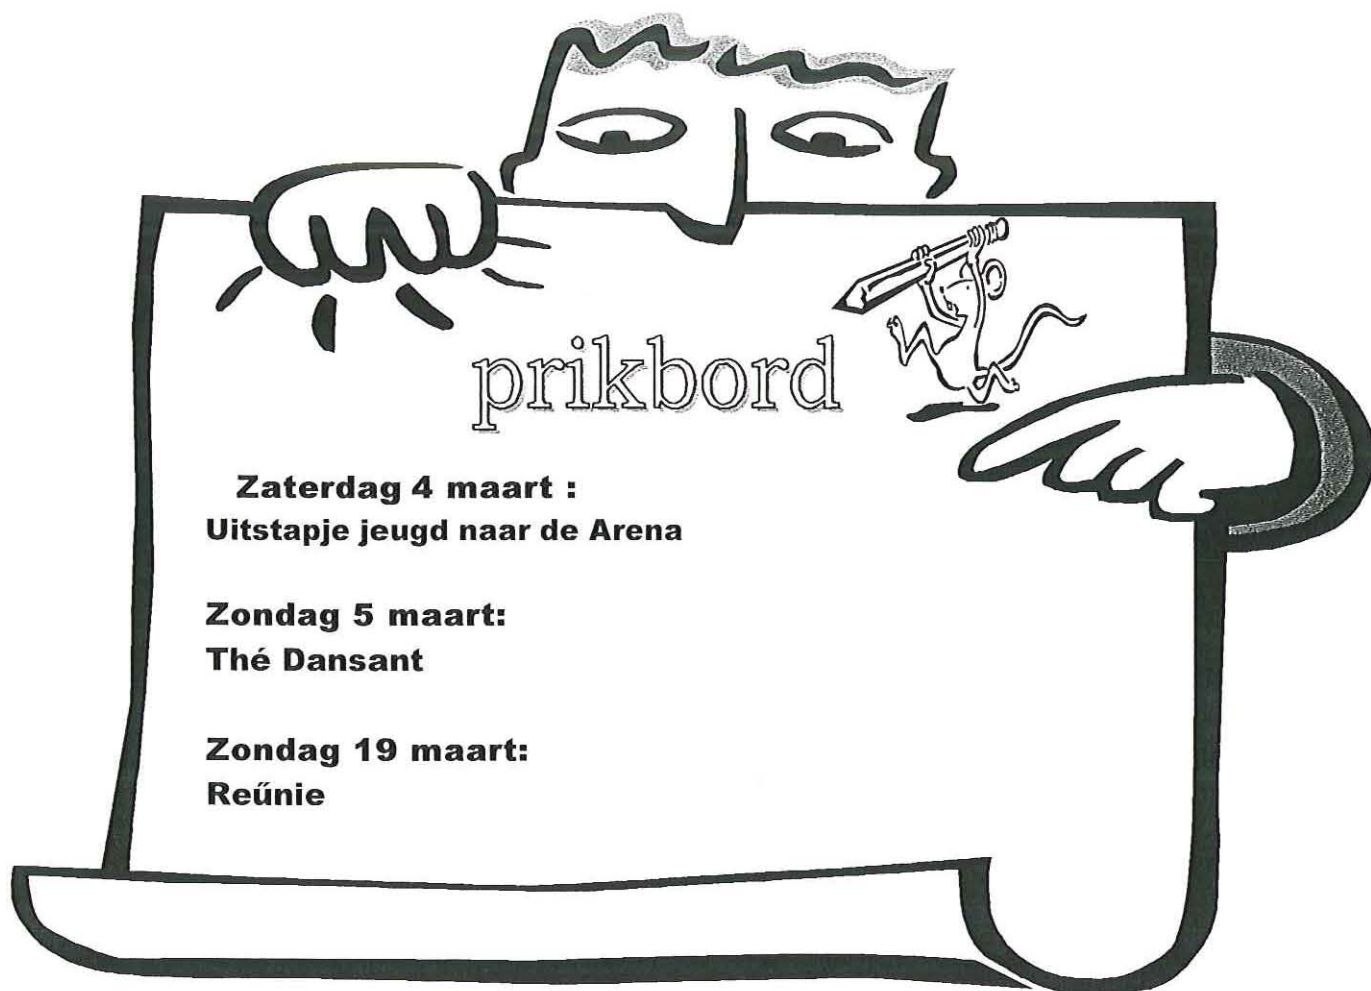 prikbord
Zaterdag 4 maart :
Uitstapje jeugd naar de Arena
Zondag 5 maart:
Thé Dansant
Zondag 19 maart:
Reűnie